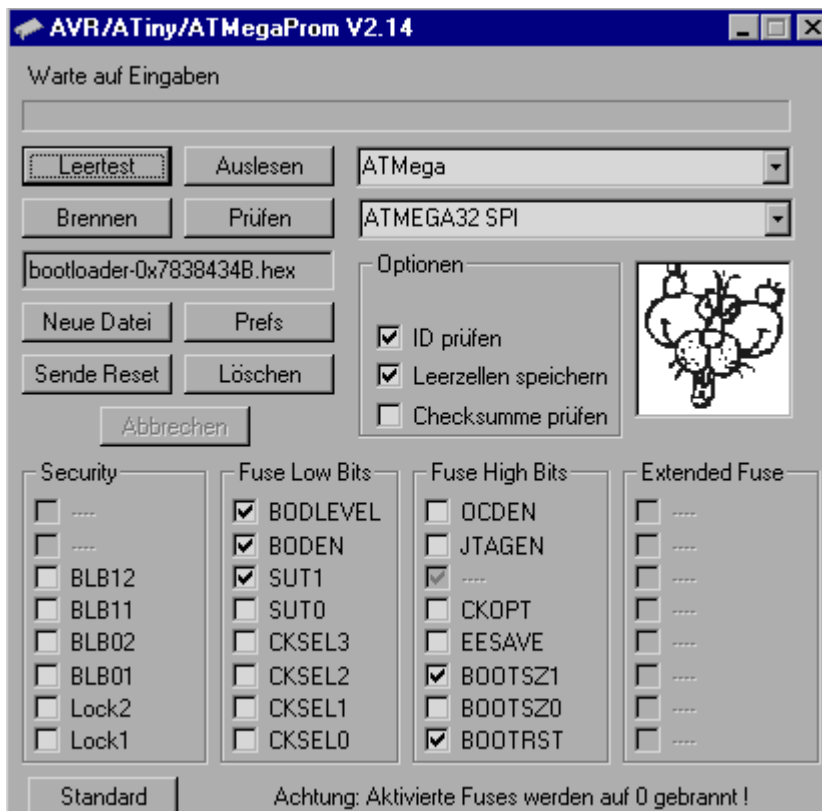 AVR/ATiny/ATMegaProm V2.14
Warte auf Eingaben
Leertest Auslesen ATMega
Brennen Prüfen ATMEGA32 SPI
bootloader-0x7838434B.hex
Neue Datei Prefs
Sende Reset Löschen
Abbrechen
Optionen
ID prüfen
Leerzellen speichern
Checksumme prüfen
Security
----
----
BLB12
BLB11
BLB02
BLB01
Lock2
Lock1
Fuse Low Bits
BODLEVEL
BODEN
SUT1
SUT0
CKSEL3
CKSEL2
CKSEL1
CKSEL0
Fuse High Bits
OCDEN
JTAGEN
----
CKOPT
EESAVE
BOOTSZ1
BOOTSZ0
BOOTRST
Extended Fuse
----
----
----
----
----
----
----
----
Standard Achtung: Aktivierte Fuses werden auf 0 gebrannt !